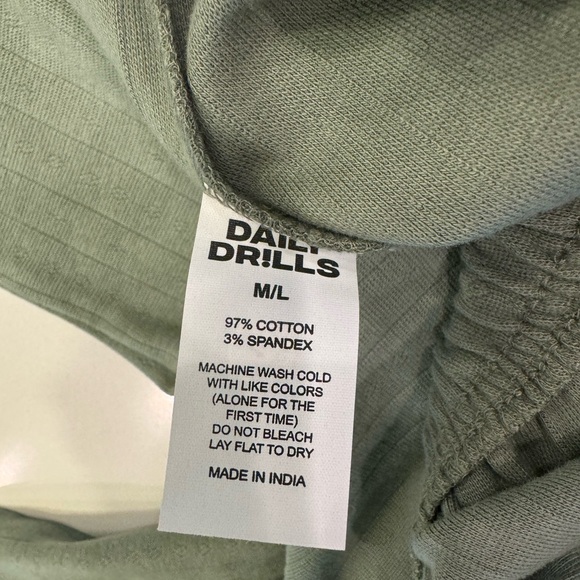 DAILY
DR!LLS
M/L
97% COTTON
3% SPANDEX
MACHINE WASH COLD
WITH LIKE COLORS
(ALONE FOR THE
FIRST TIME)
DO NOT BLEACH
LAY FLAT TO DRY
MADE IN INDIA